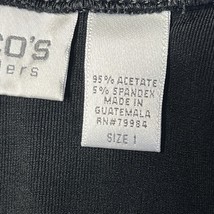 CO'S
ers
95% ACETATE
5% SPANDEX
MADE IN
GUATEMALA
RN#79984
SIZE 1